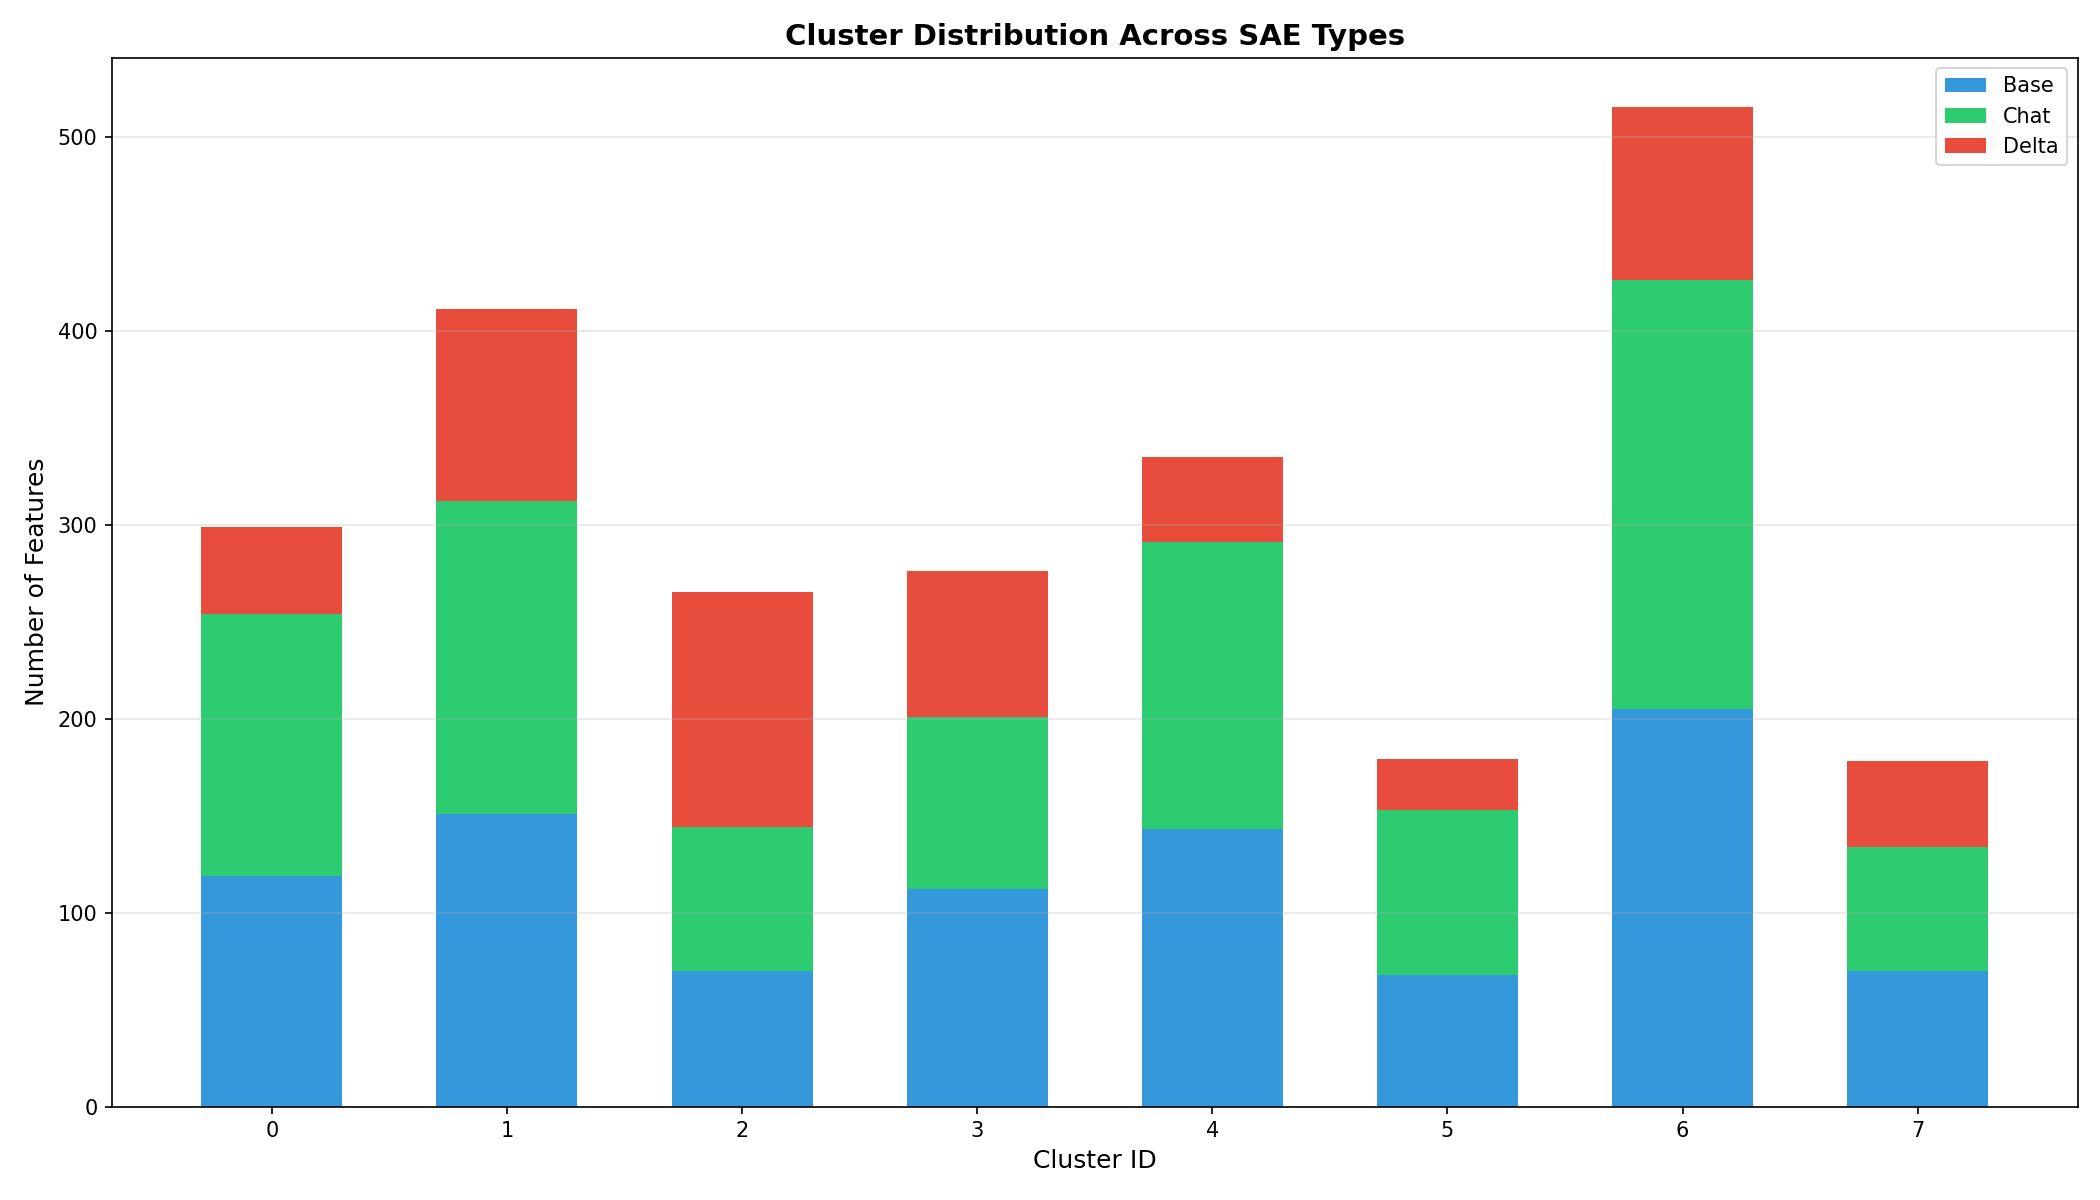 Cluster Distribution Across SAE Types
Base
Chat
Delta
Number of Features
500
400
300
200
100
0
0 1 2 3 4 5 6 7
Cluster ID